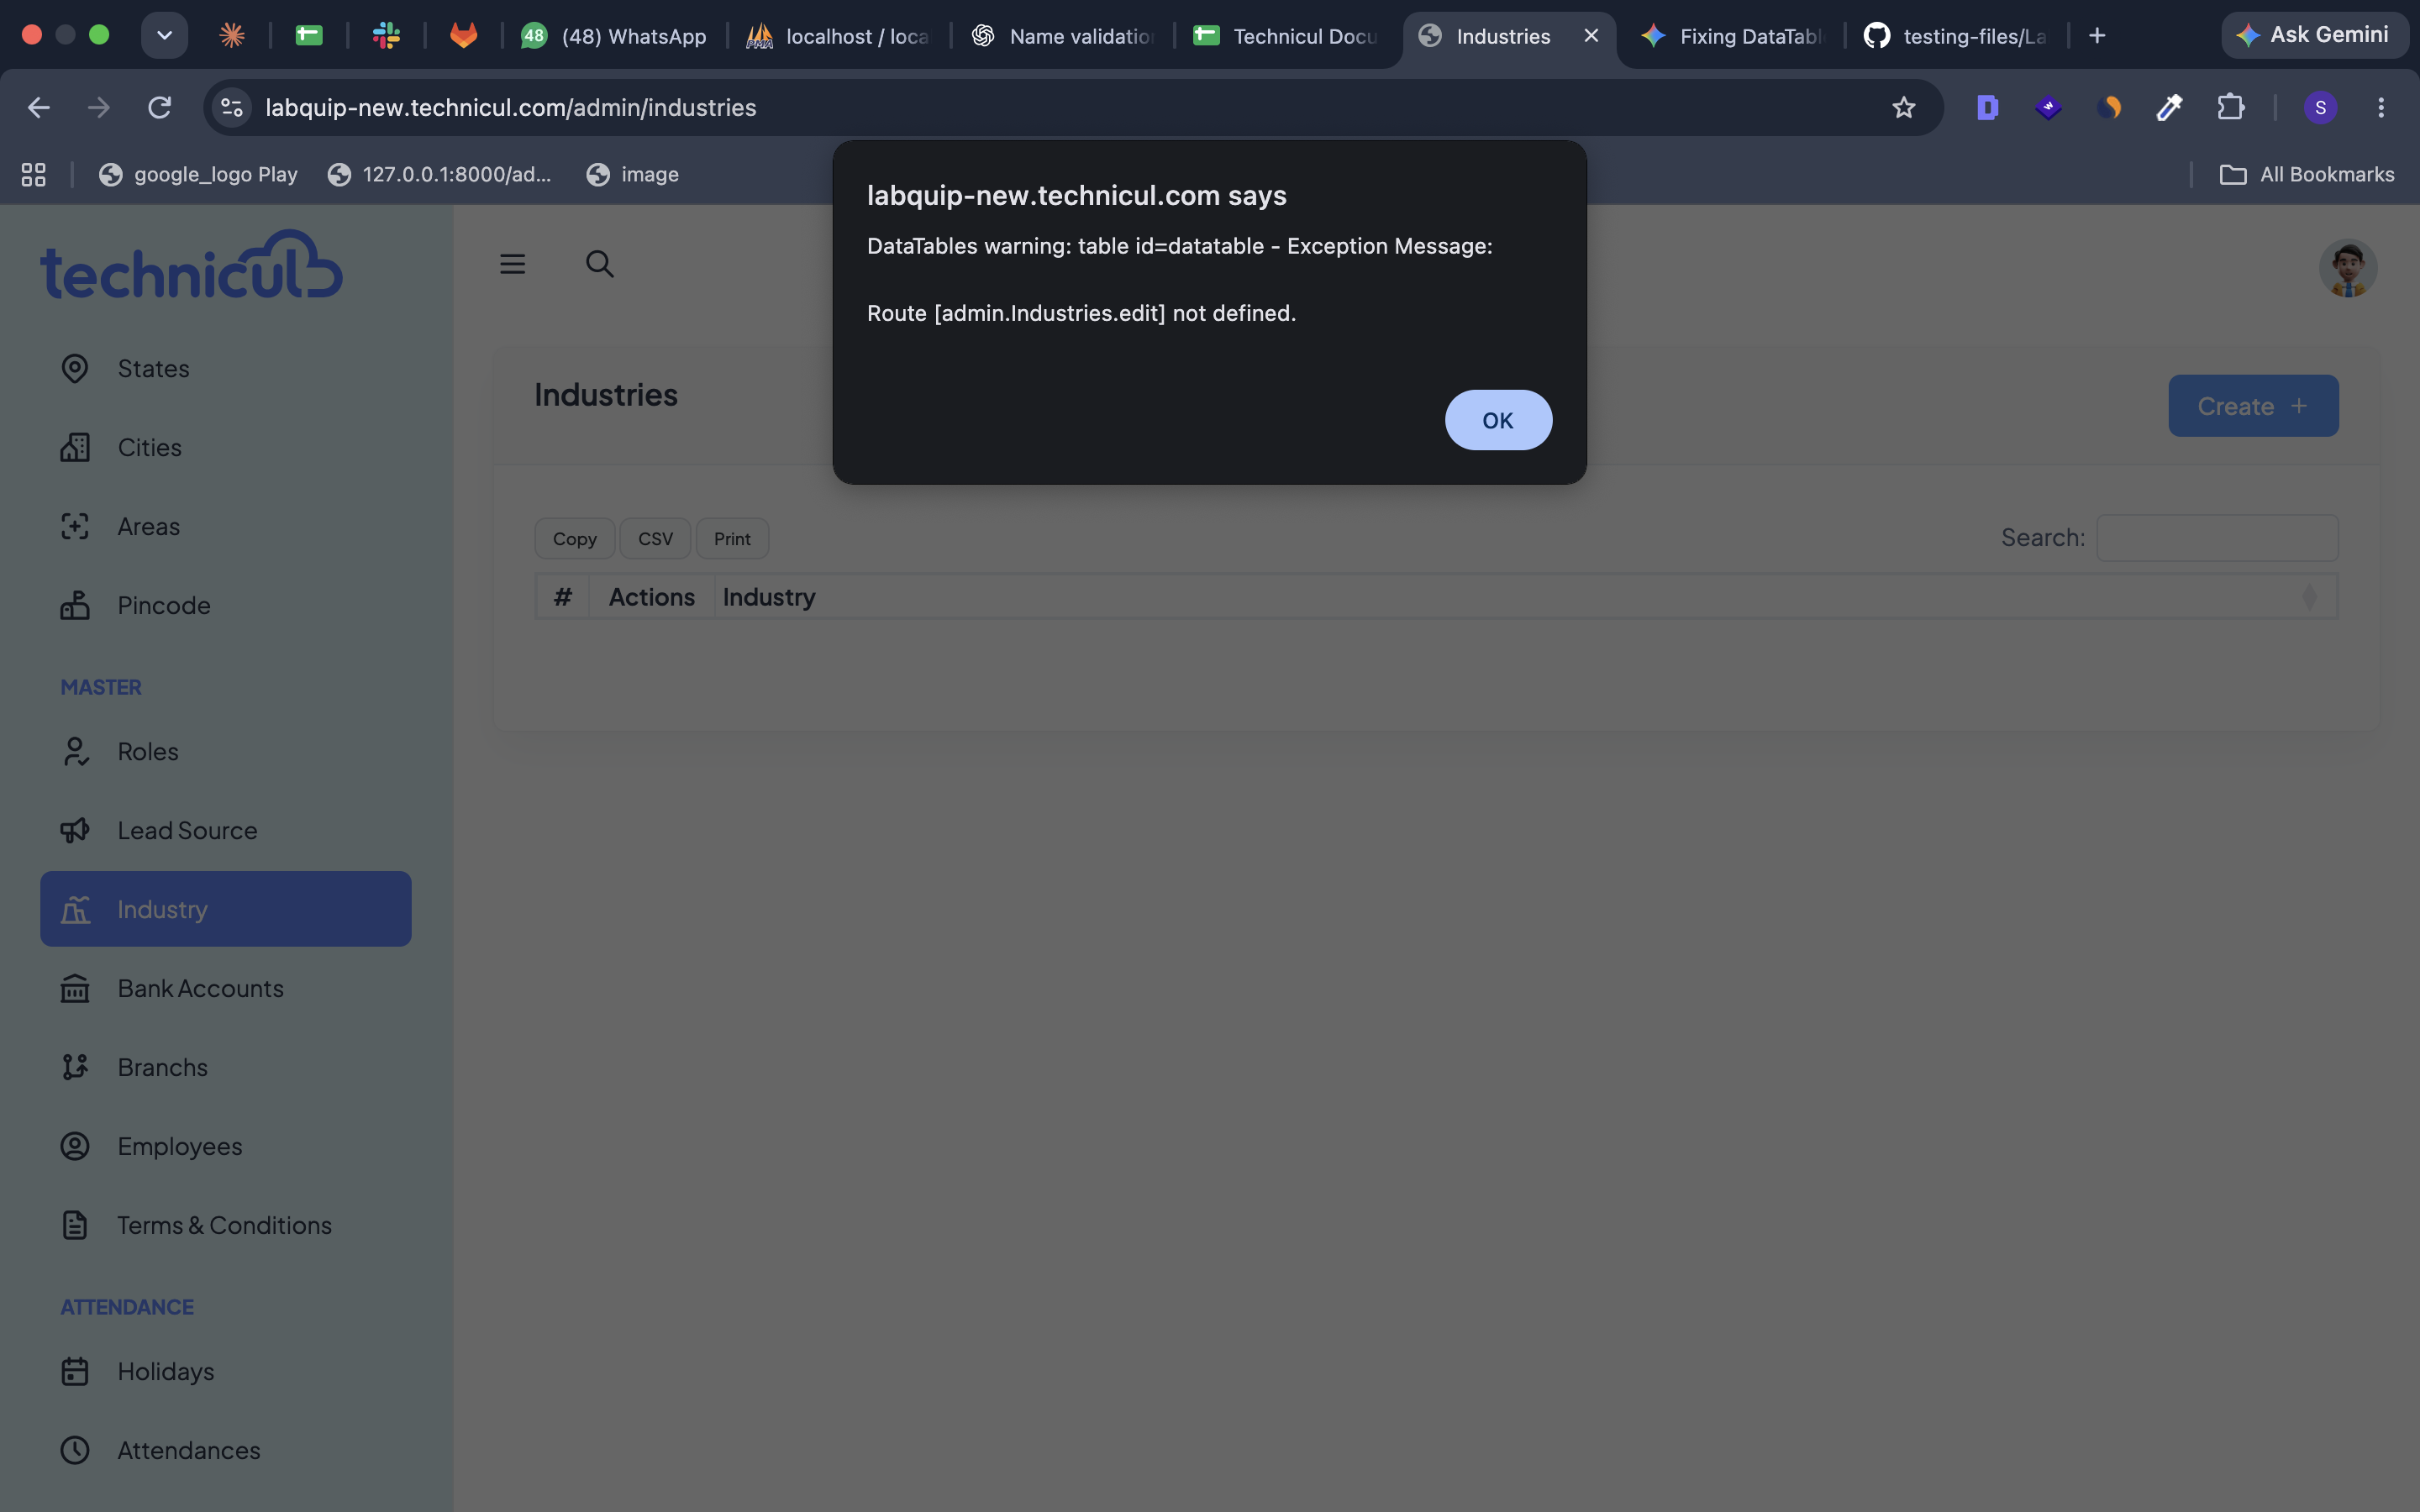 48
(48) WhatsApp
PMA
localhost / loca
Name validation
Technicul Docu
Industries
Fixing DataTabl
testing-files/La
Ask Gemini
labquip-new.technicul.com/admin/industries
S
google_logo Play
127.0.0.1:8000/ad...
image
All Bookmarks
labquip-new.technicul.com says
DataTables warning: table id=datatable - Exception Message:
Route [admin.Industries.edit] not defined.
OK
technicul
States
Cities
Areas
Pincode
MASTER
Roles
Lead Source
Industry
Bank Accounts
Branchs
Employees
Terms & Conditions
ATTENDANCE
Holidays
Attendances
Industries
Create +
Copy
CSV
Print
Search:
# Actions Industry